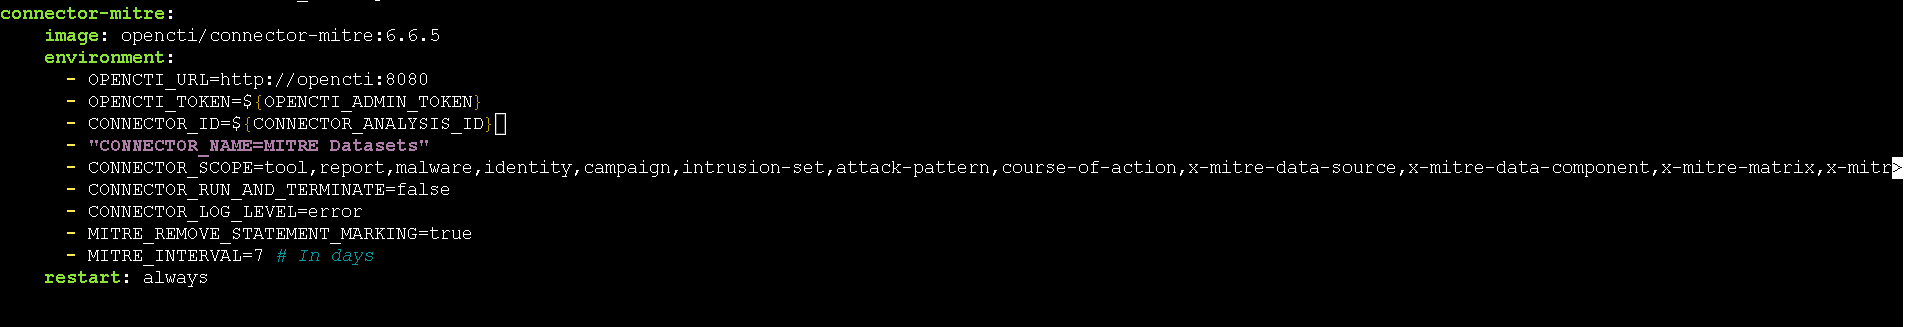 connector-mitre:
    image: opencti/connector-mitre:6.6.5
    environment:
      - OPENCTI_URL=http://opencti:8080
      - OPENCTI_TOKEN=${OPENCTI_ADMIN_TOKEN}
      - CONNECTOR_ID=${CONNECTOR_ANALYSIS_ID}
      - "CONNECTOR_NAME=MITRE Datasets"
      - CONNECTOR_SCOPE=tool,report,malware,identity,campaign,intrusion-set,attack-pattern,course-of-action,x-mitre-data-source,x-mitre-data-component,x-mitre-matrix,x-mitr>
      - CONNECTOR_RUN_AND_TERMINATE=false
      - CONNECTOR_LOG_LEVEL=error
      - MITRE_REMOVE_STATEMENT_MARKING=true
      - MITRE_INTERVAL=7 # In days
    restart: always